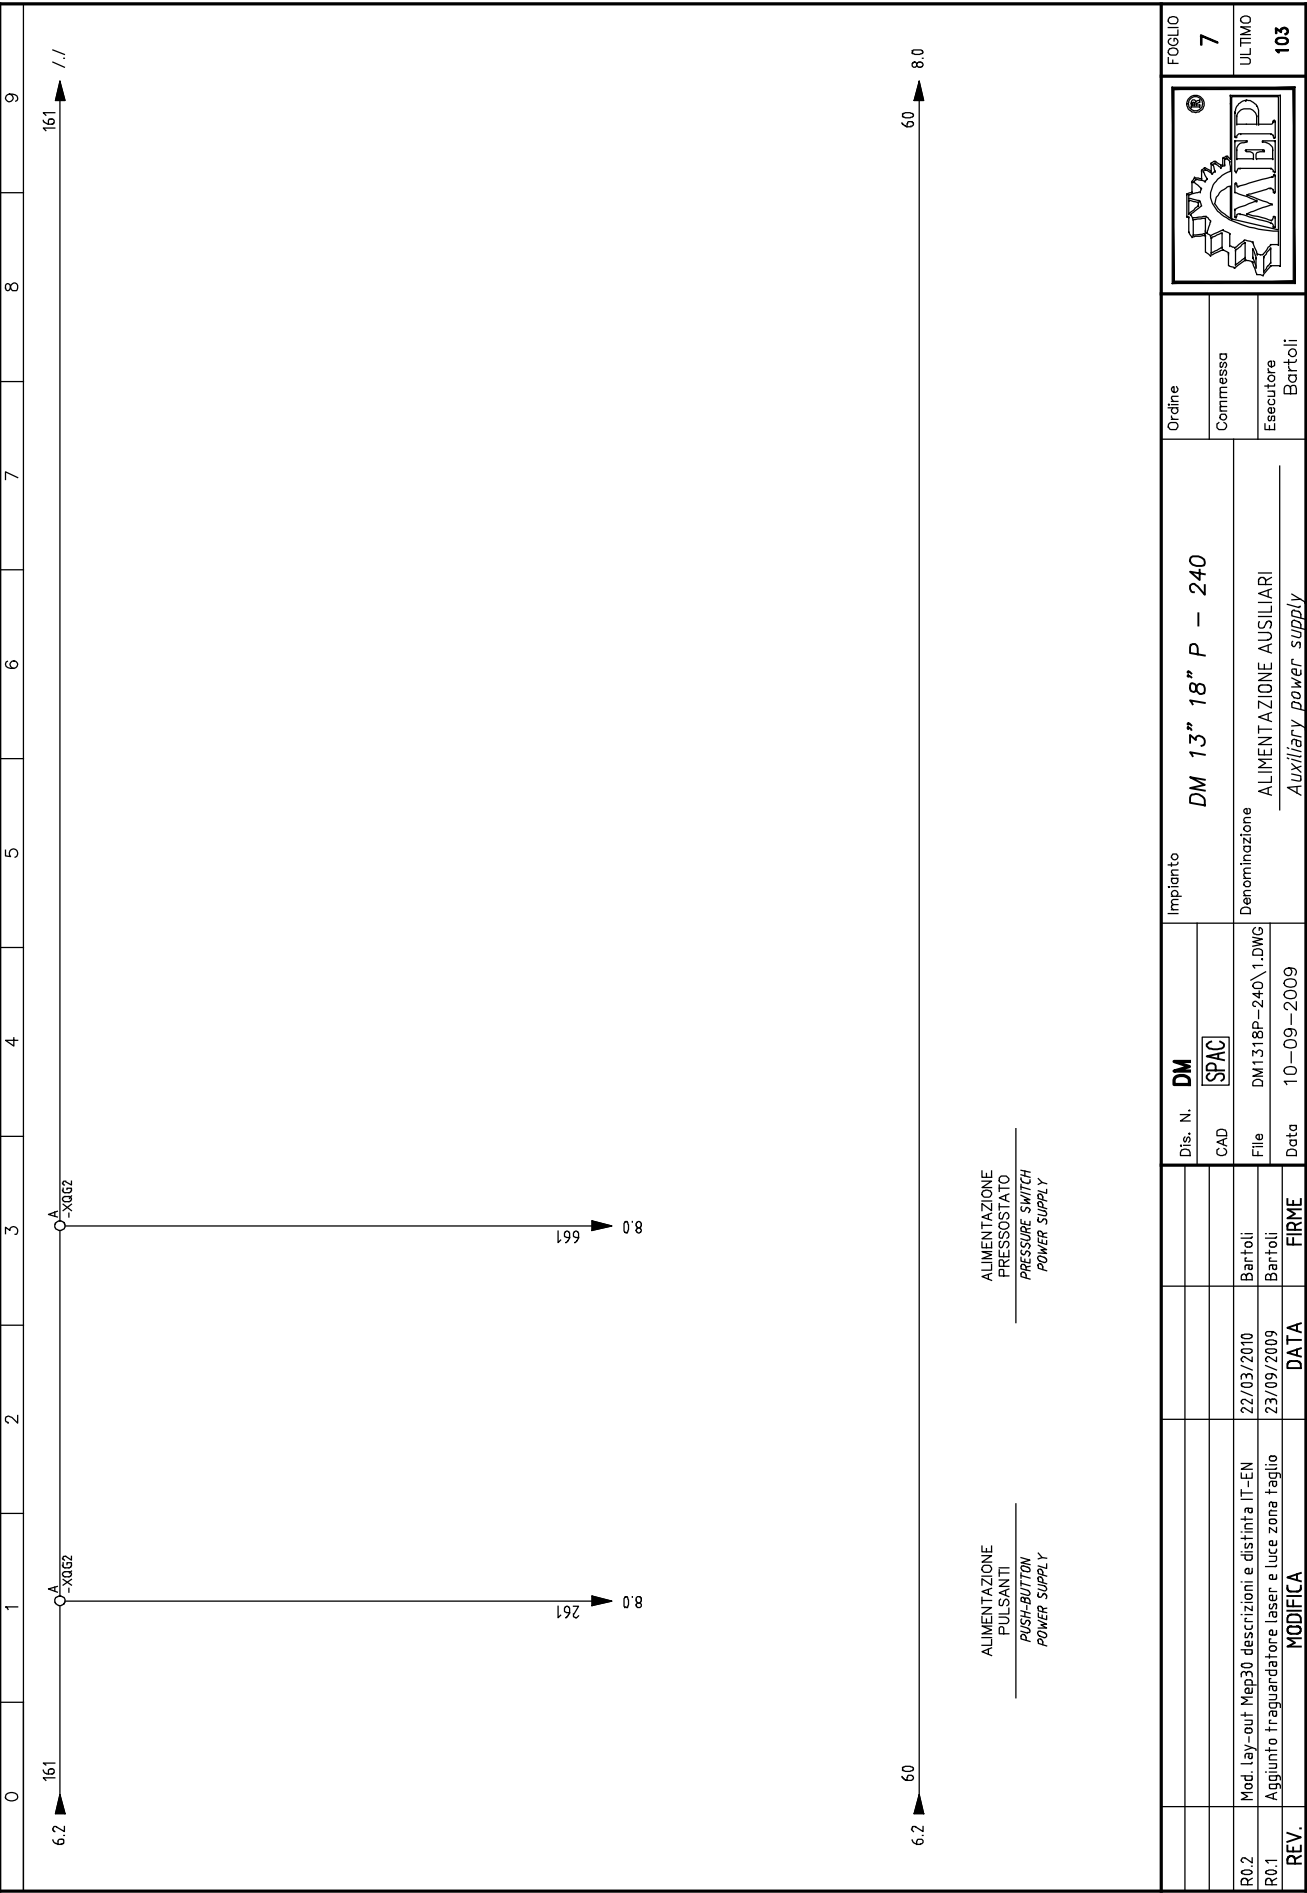 0 1 2 3 4 5 6 7 8 9
6.2 161 A A 161 /./
-XQG2 -XQG2
261 661
8.0 8.0
6.2 60 60 8.0
ALIMENTAZIONE
PULSANTI
PUSH-BUTTON
POWER SUPPLY
ALIMENTAZIONE
PRESSOSTATO
PRESSURE SWITCH
POWER SUPPLY
R0.2 Mod. lay-out Mep30 descrizioni e distinta IT-EN 22/03/2010 Bartoli
R0.1 Aggiunto traguardatore laser e luce zona taglio 23/09/2009 Bartoli
REV. MODIFICA DATA FIRME
Dis. N. DM
CAD SPAC
File DM1318P-240\1.DWG
Data 10-09-2009
Impianto
DM 13" 18" P - 240
Denominazione
ALIMENTAZIONE AUSILIARI
Auxiliary power supply
Ordine
Commessa
Esecutore
Bartoli
MEP ®
FOGLIO
7
ULTIMO
103